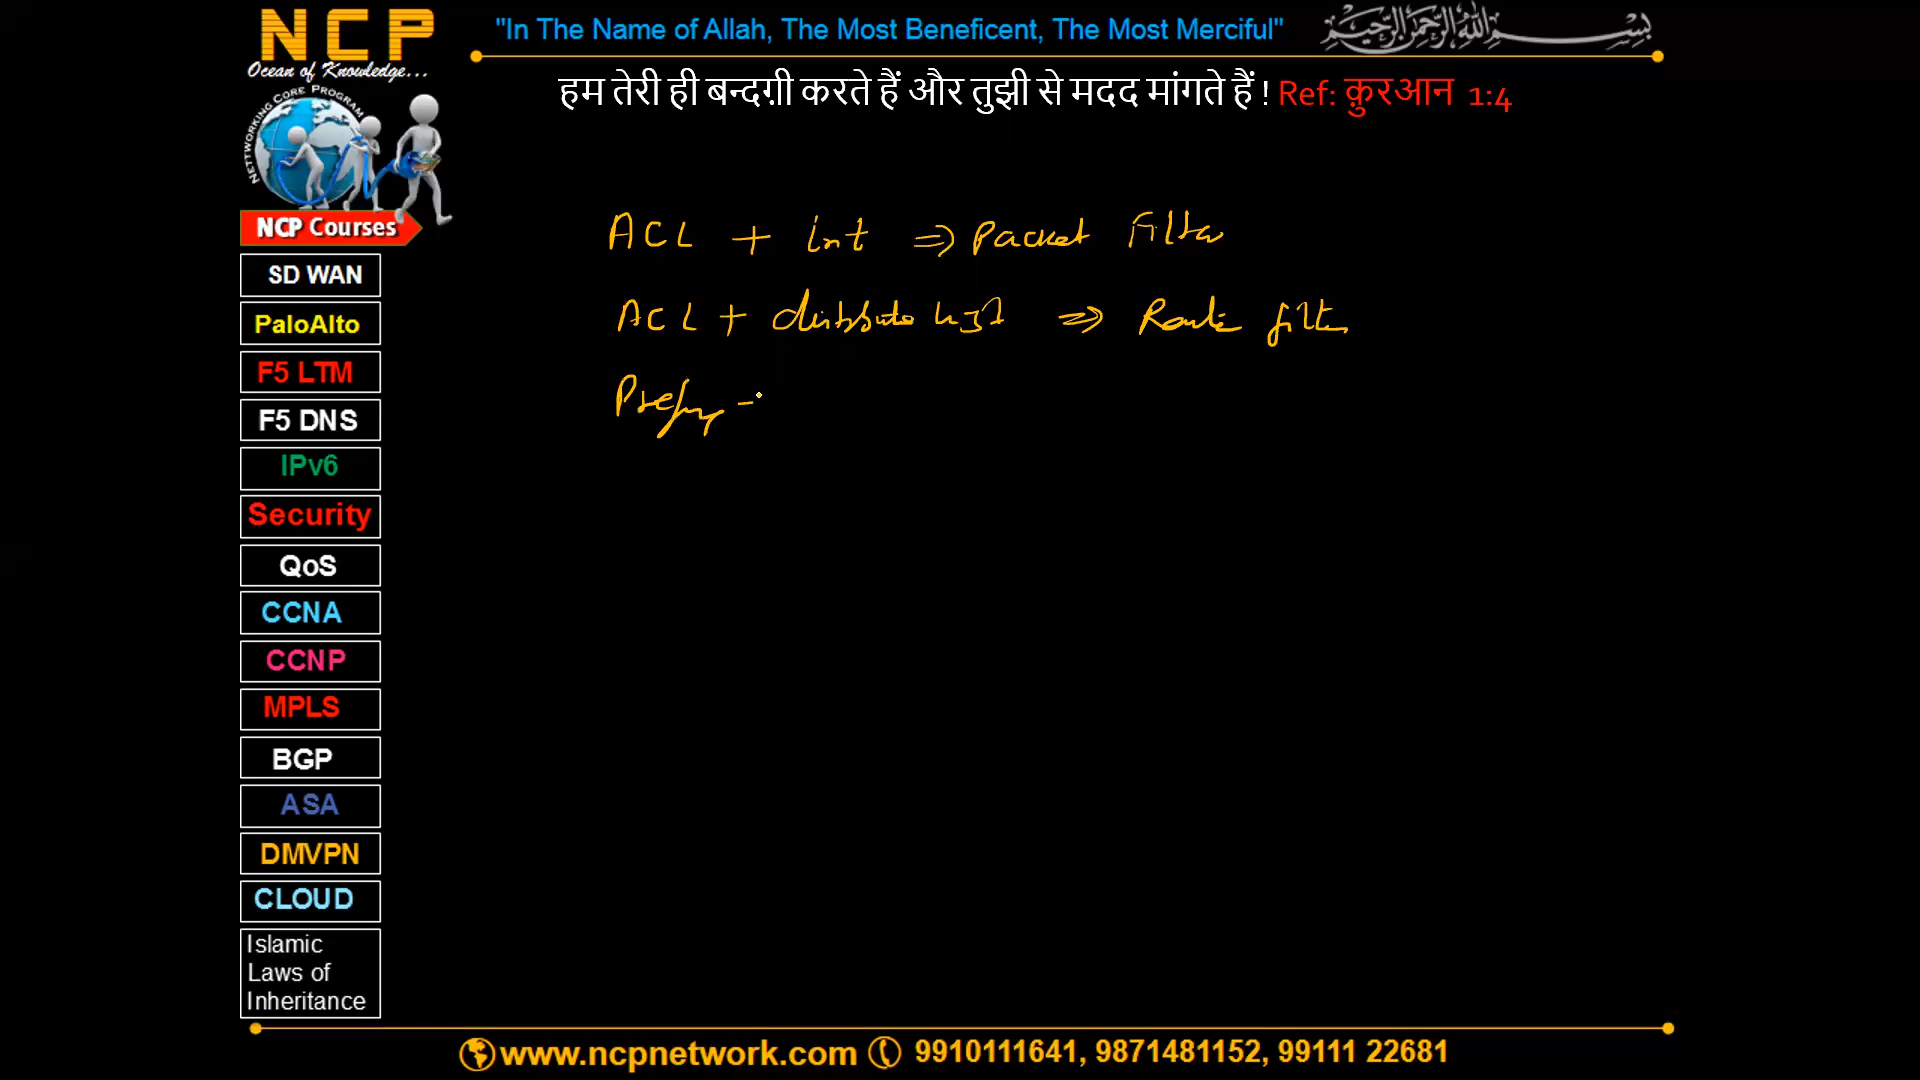 NCP
Ocean of Knowledge...
NETTWORKING CORE PROGRAM
"In The Name of Allah, The Most Beneficent, The Most Merciful"
بسم الله الرحمن الرحيم
हम तेरी ही बन्दग़ी करते हैं और तुझी से मदद मांगते हैं ! Ref: क़ुरआन 1:4
NCP Courses
SD WAN
PaloAlto
F5 LTM
F5 DNS
IPv6
Security
QoS
CCNA
CCNP
MPLS
BGP
ASA
DMVPN
CLOUD
Islamic
Laws of
Inheritance
ACL + int ⇒ Packet Filter
ACL + distribute list ⇒ Route filter
Prefix -
www.ncpnetwork.com 9910111641, 9871481152, 99111 22681